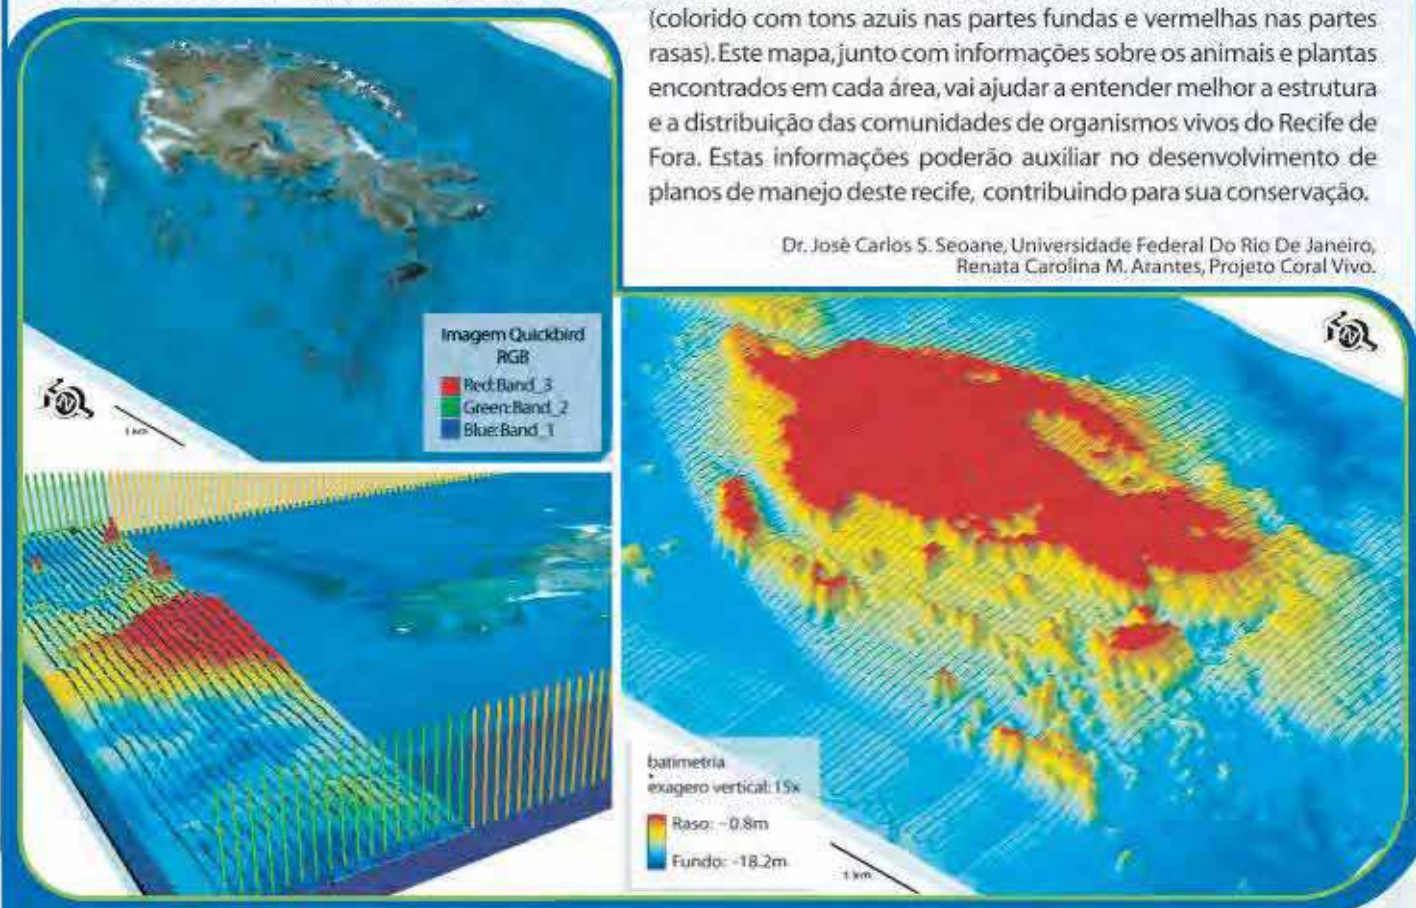 (colorido com tons azuis nas partes fundas e vermelhas nas partes
rasas). Este mapa, junto com informações sobre os animais e plantas
encontrados em cada área, vai ajudar a entender melhor a estrutura
e a distribuição das comunidades de organismos vivos do Recife de
Fora. Estas informações poderão auxiliar no desenvolvimento de
planos de manejo deste recife, contribuindo para sua conservação.
Dr. José Carlos S. Seoane, Universidade Federal Do Rio De Janeiro,
Renata Carolina M. Arantes, Projeto Coral Vivo.
Imagem Quickbird
RGB
Red:Band_3
Green:Band_2
Blue:Band_1
N
1 km
N
batimetria
exagero vertical: 15x
Raso: -0.8m
Fundo: -18.2m
1 km